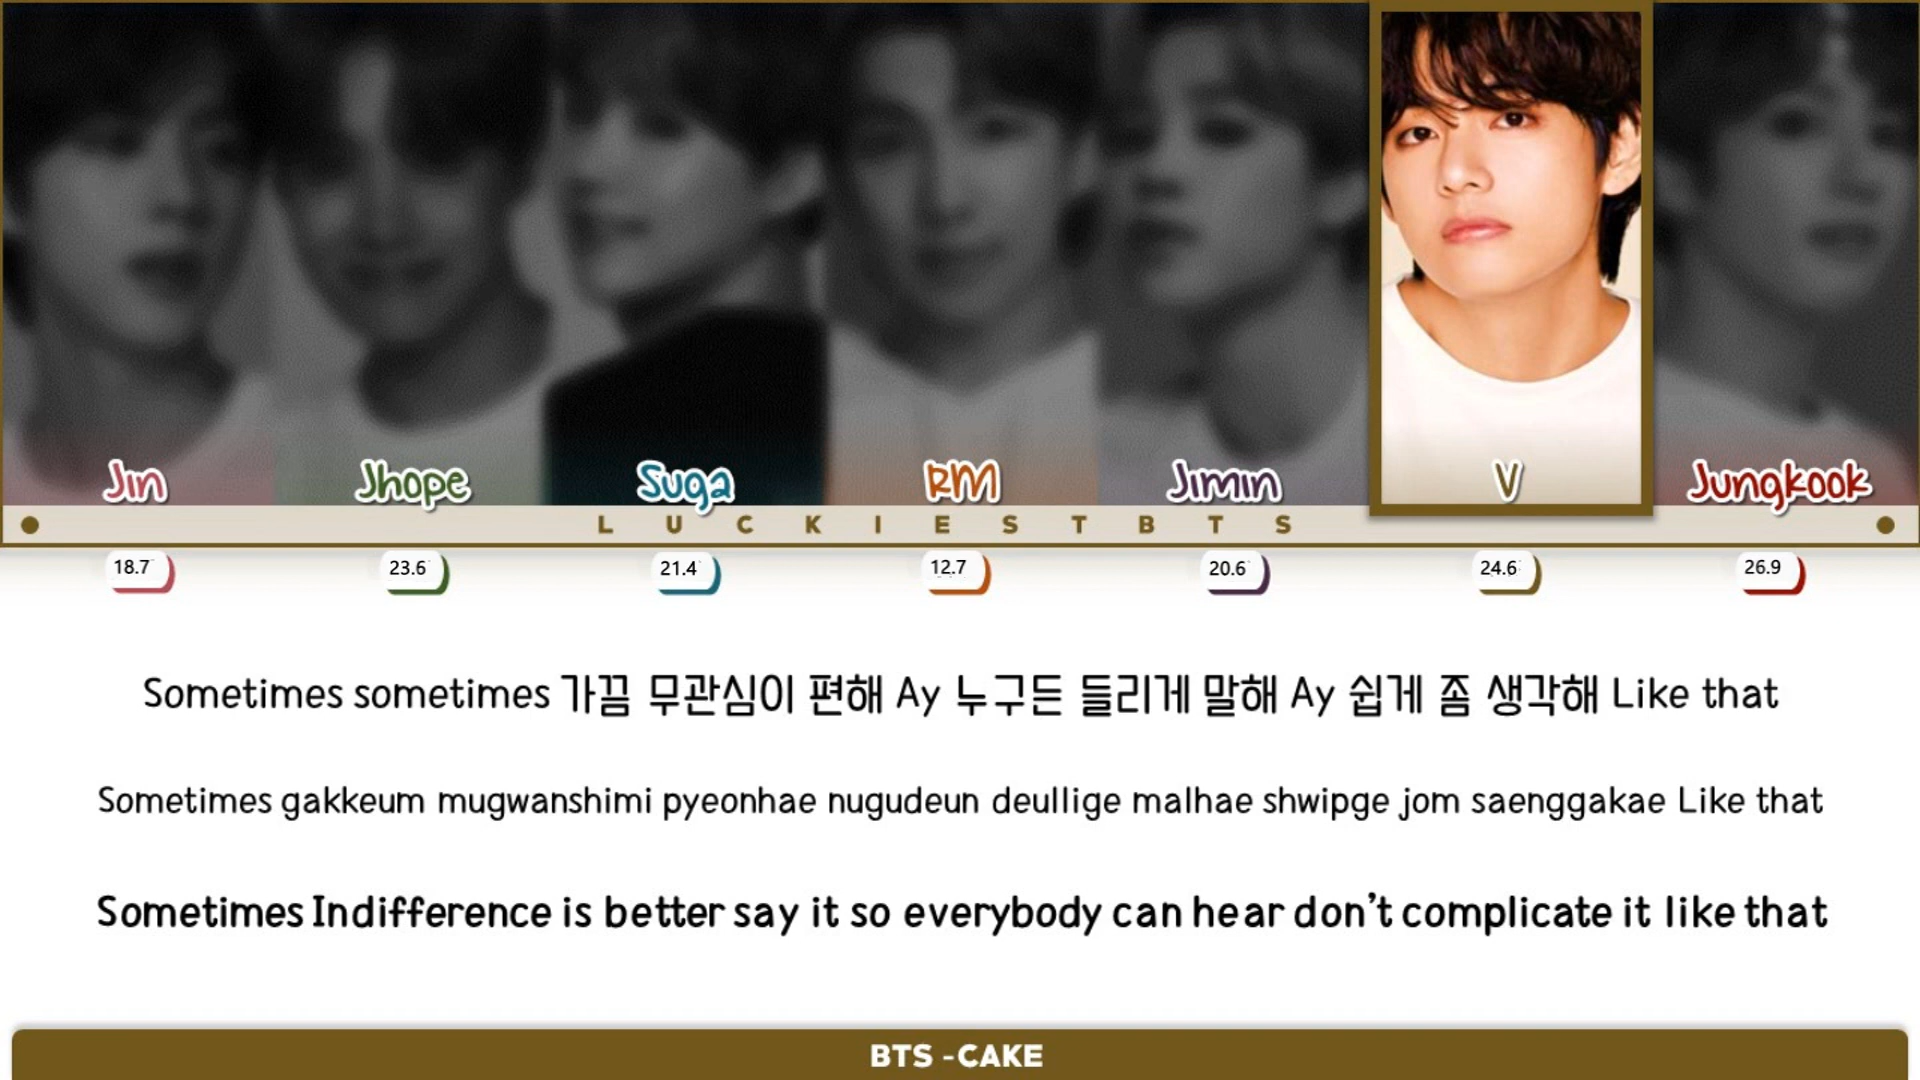 Jin Jhope Suga RM Jimin V Jungkook
LUCKIESTBTS
18.7 23.6 21.4 12.7 20.6 24.6 26.9
Sometimes sometimes 가끔 무관심이 편해 Ay 누구든 들리게 말해 Ay 쉽게 좀 생각해 Like that
Sometimes gakkeum mugwanshimi pyeonhae nugudeun deullige malhae shwipge jom saenggakae Like that
Sometimes Indifference is better say it so everybody can hear don't complicate it like that
BTS -CAKE